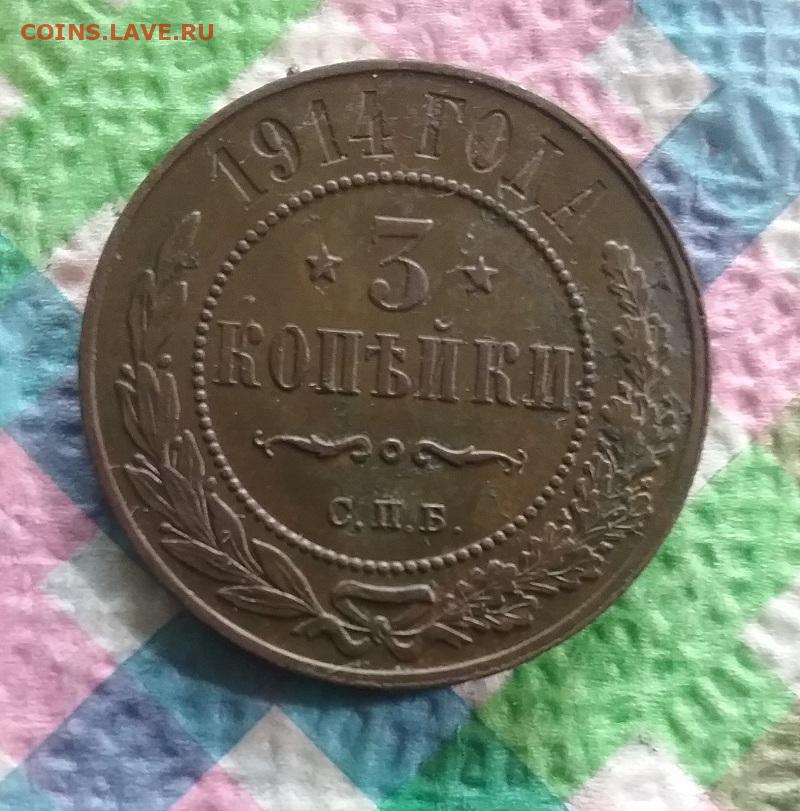 COINS.LAVE.RU
1914 ГОДА
3
КОПѢЙКИ
С.П.Б.